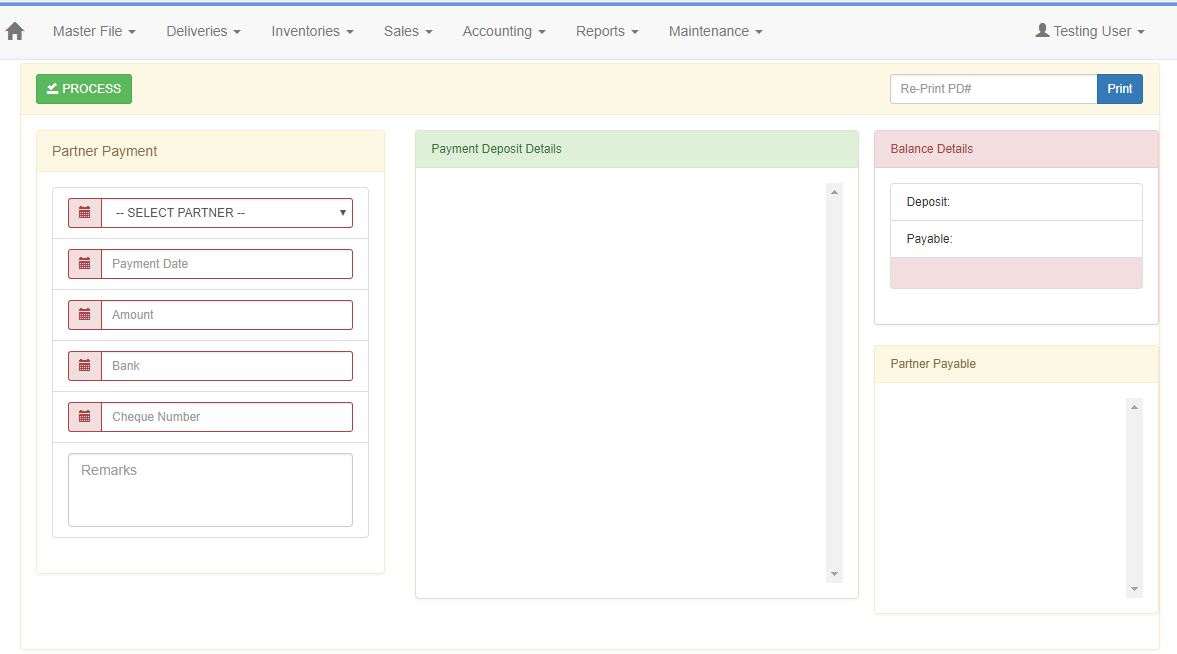 Master File Deliveries Inventories Sales Accounting Reports Maintenance Testing User
PROCESS
Re-Print PD# Print
Partner Payment
-- SELECT PARTNER --
Payment Date
Amount
Bank
Cheque Number
Remarks
Payment Deposit Details
Balance Details
Deposit:
Payable:
Partner Payable